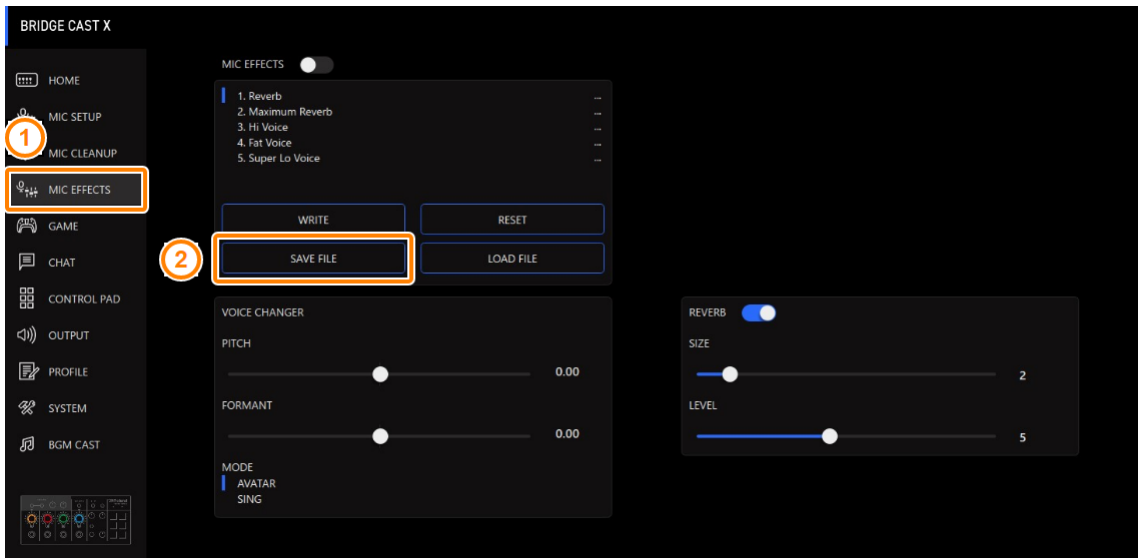 BRIDGE CAST X
HOME
MIC SETUP
1
MIC CLEANUP
MIC EFFECTS
GAME
CHAT
CONTROL PAD
OUTPUT
PROFILE
SYSTEM
BGM CAST
MIC EFFECTS
1. Reverb ...
2. Maximum Reverb ...
3. Hi Voice ...
4. Fat Voice ...
5. Super Lo Voice ...
WRITE RESET
2 SAVE FILE LOAD FILE
VOICE CHANGER
PITCH
0.00
FORMANT
0.00
MODE
AVATAR
SING
REVERB
SIZE
2
LEVEL
5